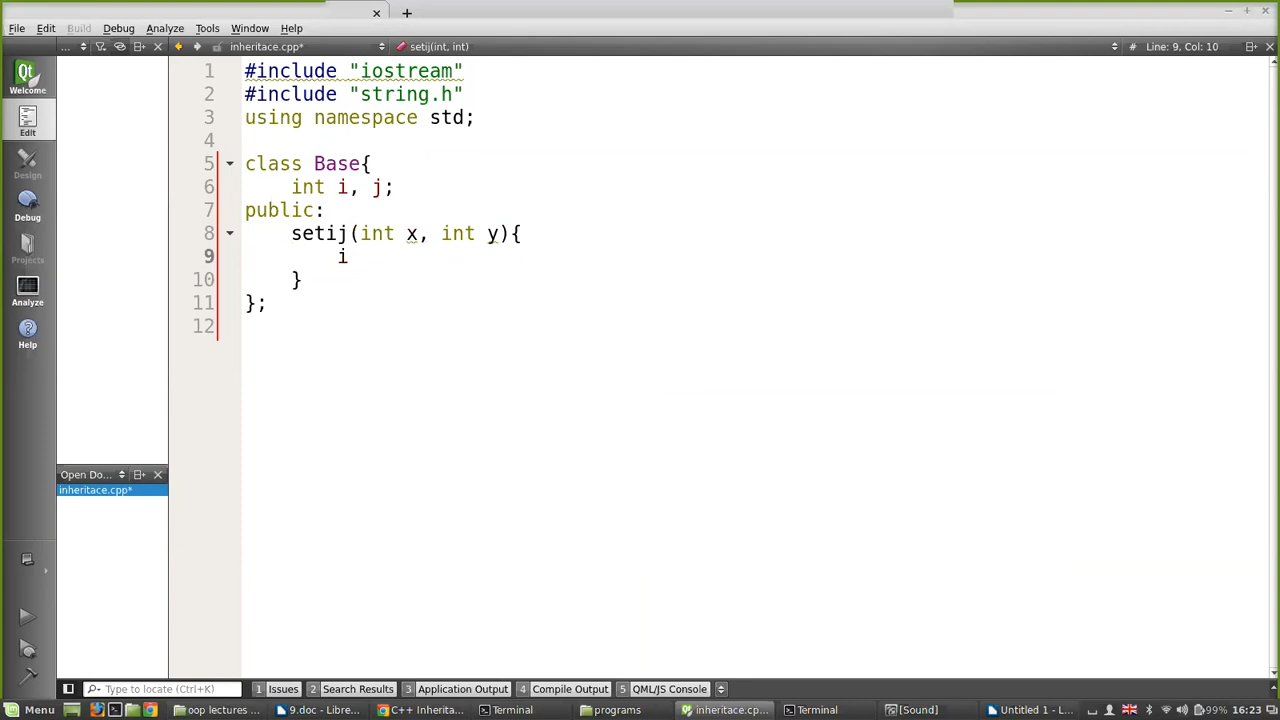 File Edit Build Debug Analyze Tools Window Help
... inheritace.cpp* setij(int, int) # Line: 9, Col: 10
Welcome
Edit
Design
Debug
Projects
Analyze
Help
1 #include "iostream"
2 #include "string.h"
3 using namespace std;
4
5 class Base{
6 int i, j;
7 public:
8 setij(int x, int y){
9 i
10 }
11 };
12
Open Do...
inheritace.cpp*
Type to locate (Ctrl+K) 1 Issues 2 Search Results 3 Application Output 4 Compile Output 5 QML/JS Console
Menu oop lectures ... 9.doc - Libre... C++ Inherita... Terminal programs inheritace.cp... Terminal [Sound] Untitled 1 - L... 99% 16:23